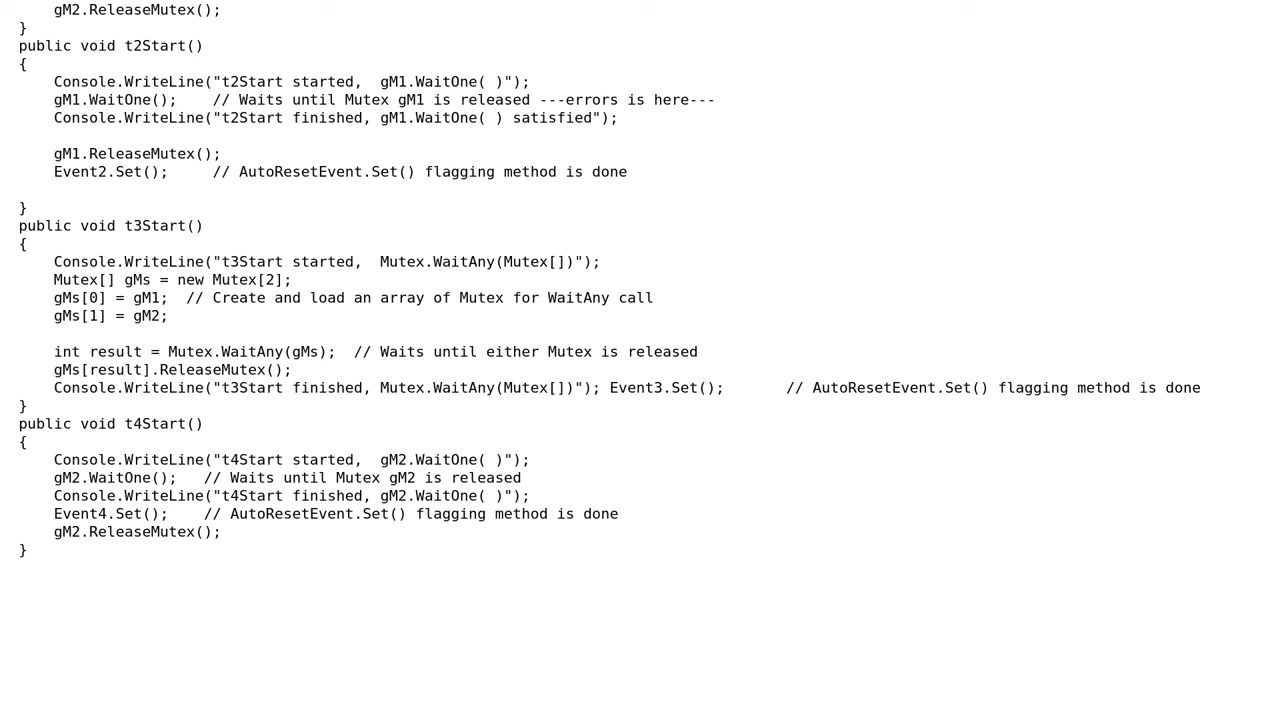 gM2.ReleaseMutex();
}
public void t2Start()
{
    Console.WriteLine("t2Start started,  gM1.WaitOne( )");
    gM1.WaitOne();    // Waits until Mutex gM1 is released ---errors is here---
    Console.WriteLine("t2Start finished, gM1.WaitOne( ) satisfied");

    gM1.ReleaseMutex();
    Event2.Set();     // AutoResetEvent.Set() flagging method is done

}
public void t3Start()
{
    Console.WriteLine("t3Start started,  Mutex.WaitAny(Mutex[])");
    Mutex[] gMs = new Mutex[2];
    gMs[0] = gM1;  // Create and load an array of Mutex for WaitAny call
    gMs[1] = gM2;

    int result = Mutex.WaitAny(gMs);  // Waits until either Mutex is released
    gMs[result].ReleaseMutex();
    Console.WriteLine("t3Start finished, Mutex.WaitAny(Mutex[])"); Event3.Set();       // AutoResetEvent.Set() flagging method is done
}
public void t4Start()
{
    Console.WriteLine("t4Start started,  gM2.WaitOne( )");
    gM2.WaitOne();   // Waits until Mutex gM2 is released
    Console.WriteLine("t4Start finished, gM2.WaitOne( )");
    Event4.Set();    // AutoResetEvent.Set() flagging method is done
    gM2.ReleaseMutex();
}